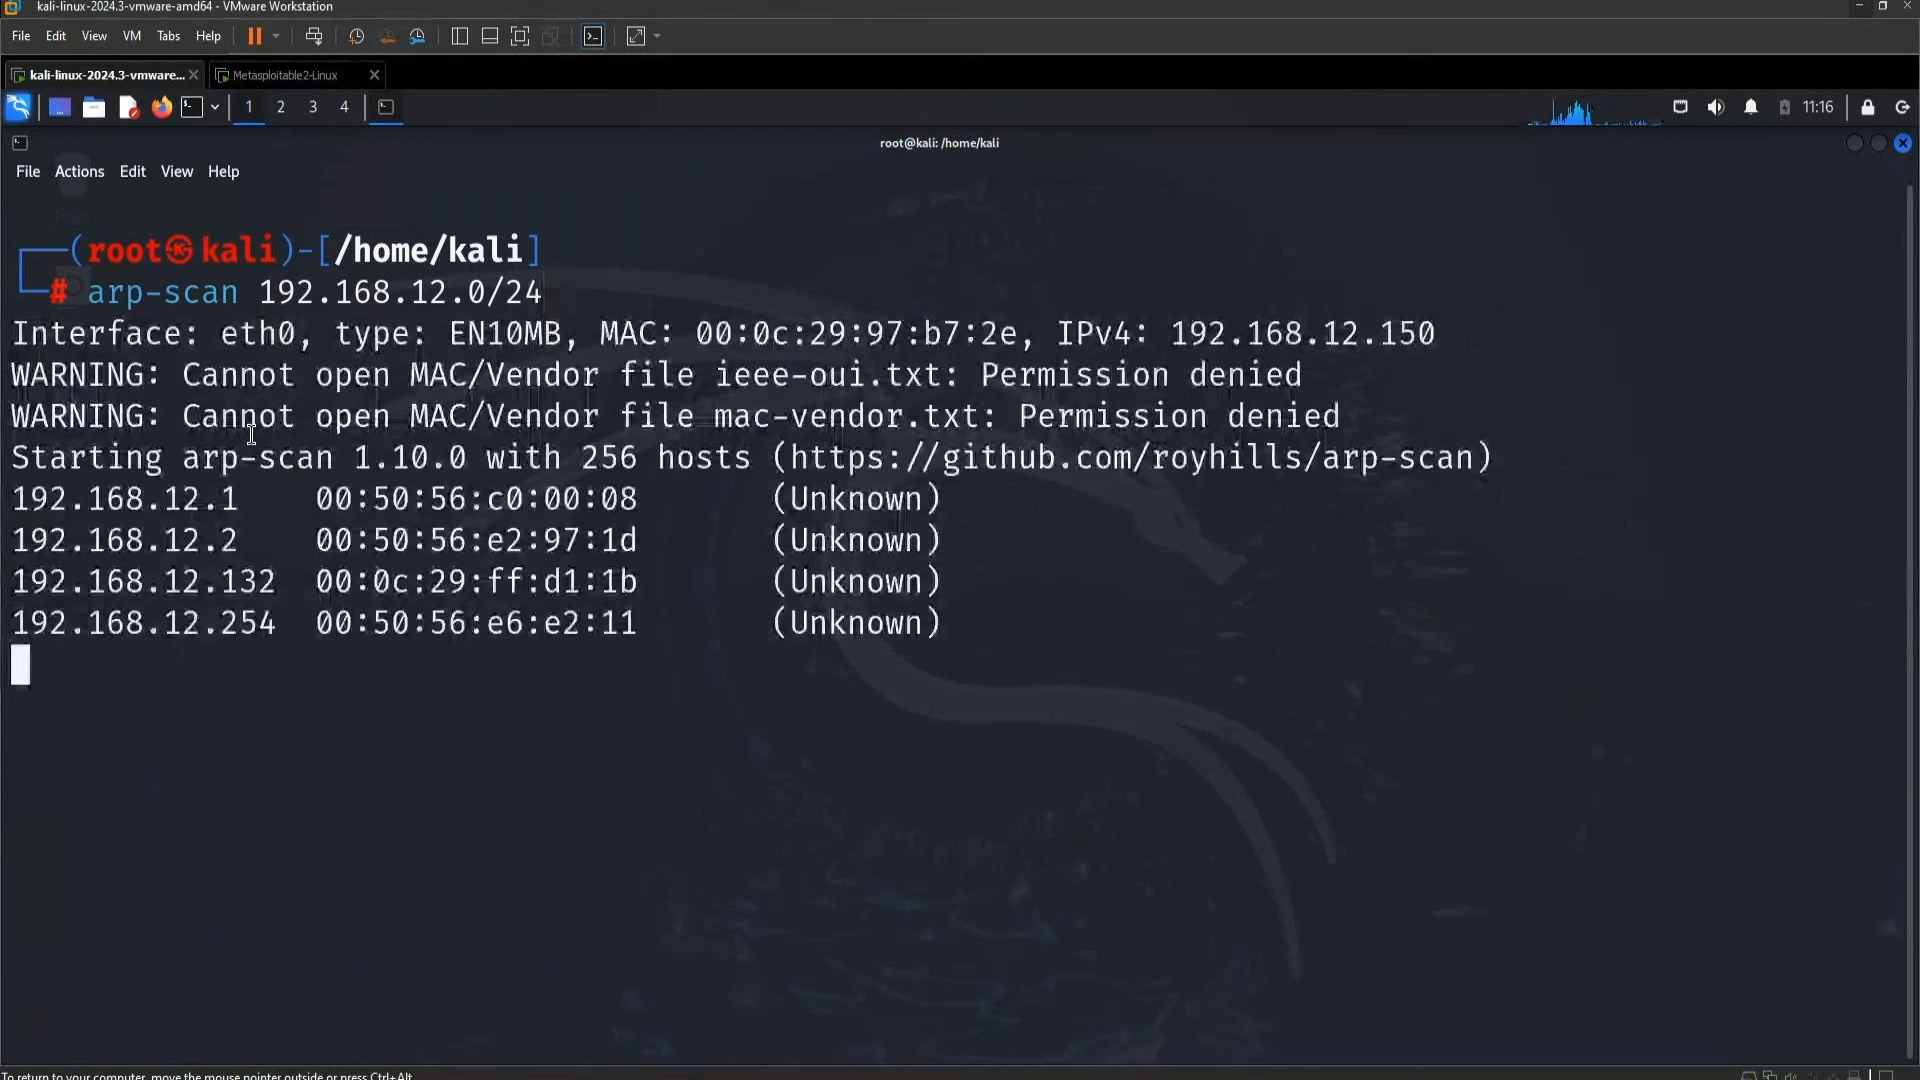 kali-linux-2024.3-vmware-amd64 - VMware Workstation
File Edit View VM Tabs Help
kali-linux-2024.3-vmware... Metasploitable2-Linux
1 2 3 4 11:16
root@kali: /home/kali
File Actions Edit View Help
(root㉿kali)-[/home/kali]
# arp-scan 192.168.12.0/24
Interface: eth0, type: EN10MB, MAC: 00:0c:29:97:b7:2e, IPv4: 192.168.12.150
WARNING: Cannot open MAC/Vendor file ieee-oui.txt: Permission denied
WARNING: Cannot open MAC/Vendor file mac-vendor.txt: Permission denied
Starting arp-scan 1.10.0 with 256 hosts (https://github.com/royhills/arp-scan)
192.168.12.1 00:50:56:c0:00:08 (Unknown)
192.168.12.2 00:50:56:e2:97:1d (Unknown)
192.168.12.132 00:0c:29:ff:d1:1b (Unknown)
192.168.12.254 00:50:56:e6:e2:11 (Unknown)
To return to your computer, move the mouse pointer outside or press Ctrl+Alt.